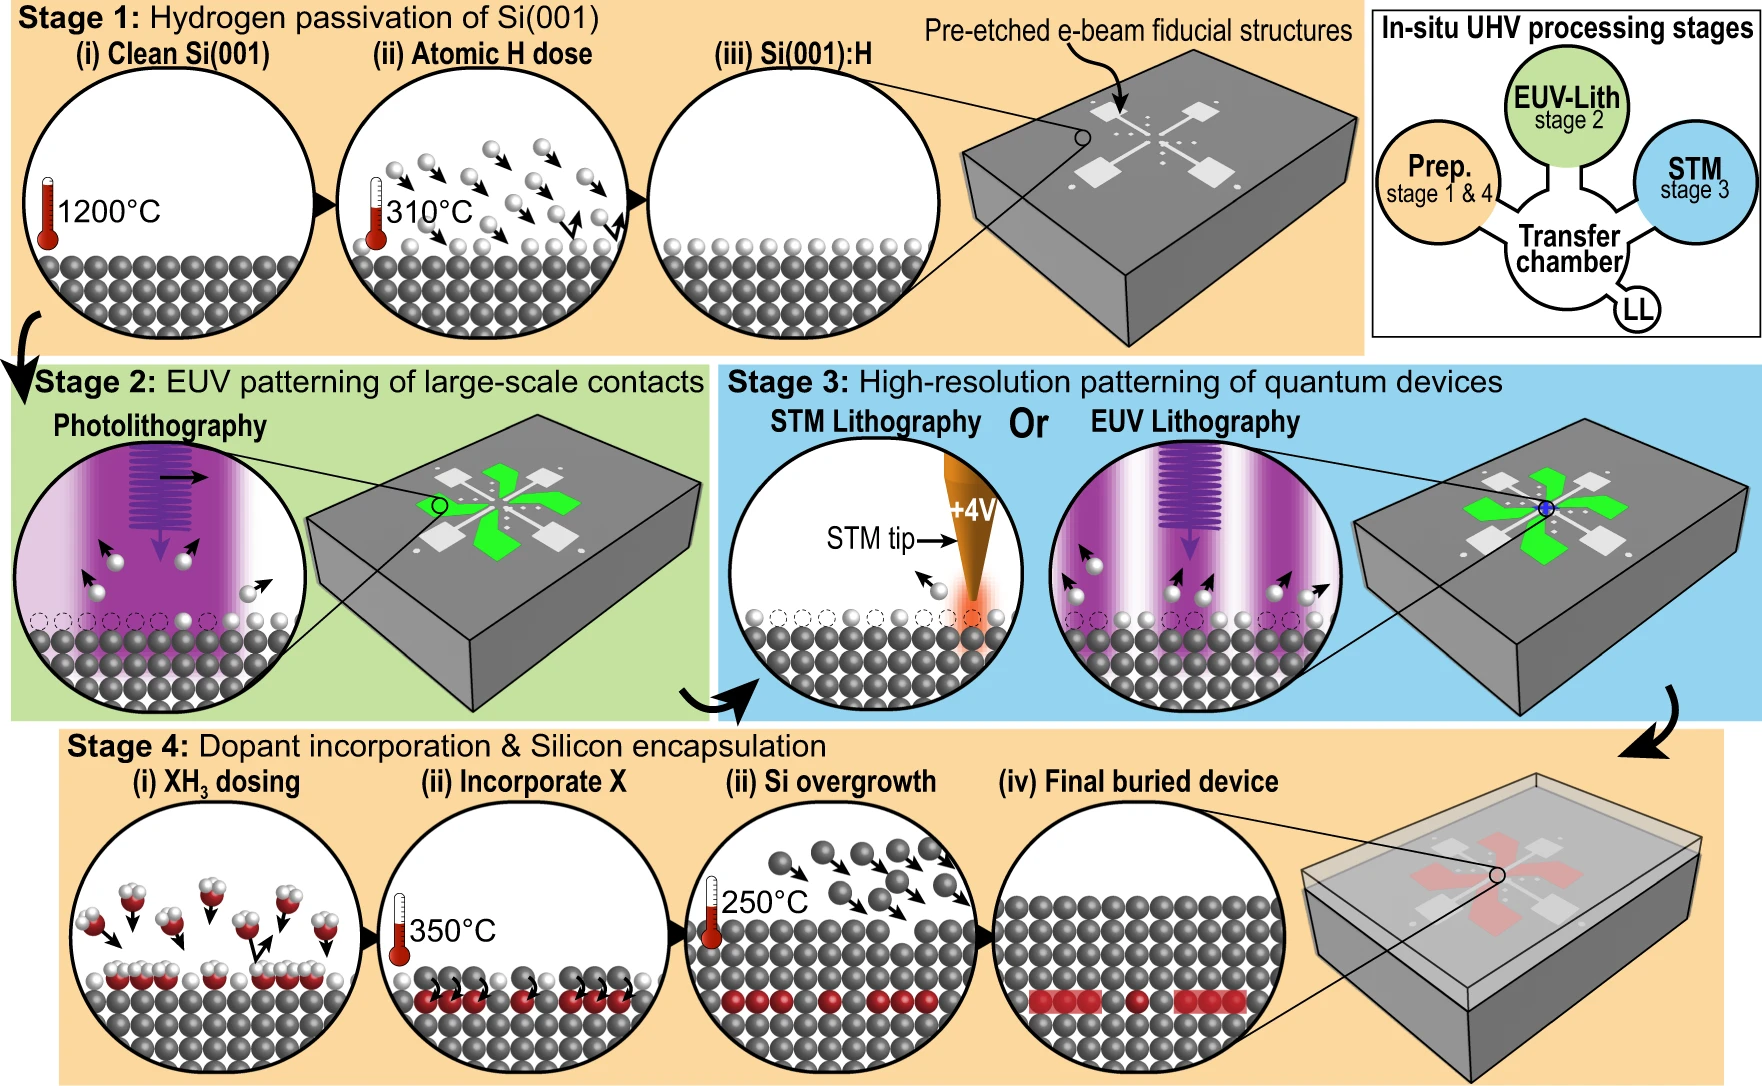 Stage 1: Hydrogen passivation of Si(001)
(i) Clean Si(001)
(ii) Atomic H dose
(iii) Si(001):H
Pre-etched e-beam fiducial structures
1200°C
310°C
In-situ UHV processing stages
EUV-Lith
stage 2
Prep.
stage 1 & 4
STM
stage 3
Transfer
chamber
LL
Stage 2: EUV patterning of large-scale contacts
Photolithography
Stage 3: High-resolution patterning of quantum devices
STM Lithography Or EUV Lithography
+4V
STM tip
Stage 4: Dopant incorporation & Silicon encapsulation
(i) XH₃ dosing
(ii) Incorporate X
(ii) Si overgrowth
(iv) Final buried device
350°C
250°C